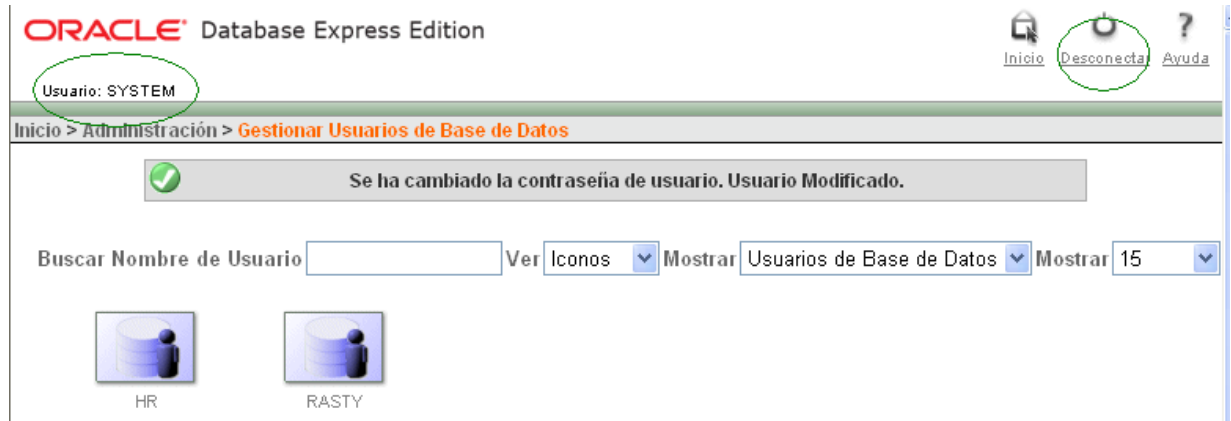 ORACLE Database Express Edition
Inicio Desconectar Ayuda
Usuario: SYSTEM
Inicio > Administración > Gestionar Usuarios de Base de Datos
Se ha cambiado la contraseña de usuario. Usuario Modificado.
Buscar Nombre de Usuario Ver Iconos Mostrar Usuarios de Base de Datos Mostrar 15
HR RASTY